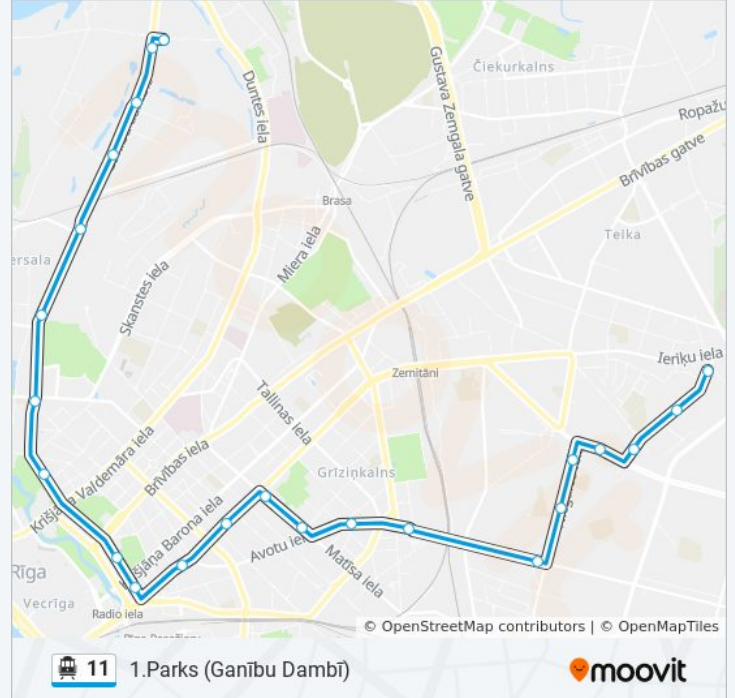 Čiekurkalns
Duntes iela
Gustava Zemgala gatve
Ropažu
Brīvības gatve
Brasa
Teika
Miera iela
ersala
Skanstes iela
Ieriķu iela
Zemitāni
Tallinas iela
Krišjāņa Valdemāra iela
Brīvības iela
Grīziņkalns
Krišjāņa Barona iela
Avotu iela
Matīsa iela
Rīga
Vecrīga
Radio iela
© OpenStreetMap contributors | © OpenMapTiles
11 1.Parks (Ganību Dambī)
moovit